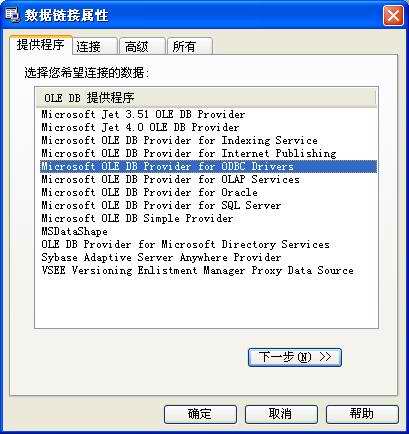 数据链接属性
提供程序 连接 高级 所有
选择您希望连接的数据:
OLE DB 提供程序
Microsoft Jet 3.51 OLE DB Provider
Microsoft Jet 4.0 OLE DB Provider
Microsoft OLE DB Provider for Indexing Service
Microsoft OLE DB Provider for Internet Publishing
Microsoft OLE DB Provider for ODBC Drivers
Microsoft OLE DB Provider for OLAP Services
Microsoft OLE DB Provider for Oracle
Microsoft OLE DB Provider for SQL Server
Microsoft OLE DB Simple Provider
MSDataShape
OLE DB Provider for Microsoft Directory Services
Sybase Adaptive Server Anywhere Provider
VSEE Versioning Enlistment Manager Proxy Data Source
下一步(N) >>
确定 取消 帮助